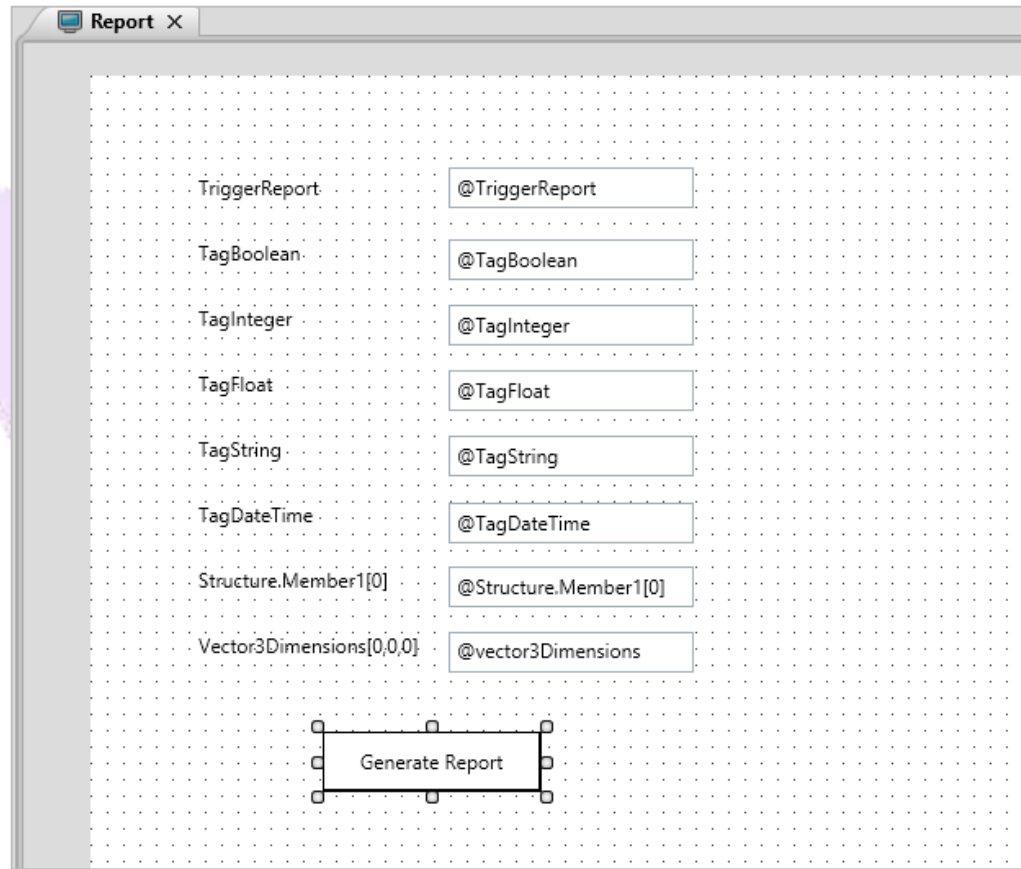 Report
TriggerReport @TriggerReport
TagBoolean @TagBoolean
TagInteger @TagInteger
TagFloat @TagFloat
TagString @TagString
TagDateTime @TagDateTime
Structure.Member1[0] @Structure.Member1[0]
Vector3Dimensions[0,0,0] @vector3Dimensions
Generate Report